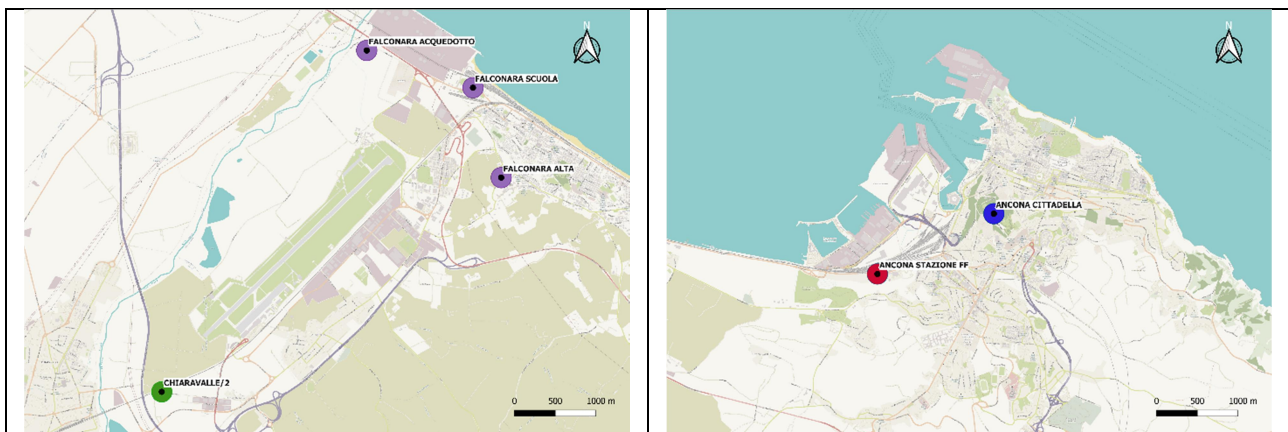 N
FALCONARA ACQUEDOTTO
FALCONARA SCUOLA
FALCONARA ALTA
CHIARAVALLE/2
0 500 1000 m
N
ANCONA CITTADELLA
ANCONA STAZIONE FF
0 500 1000 m